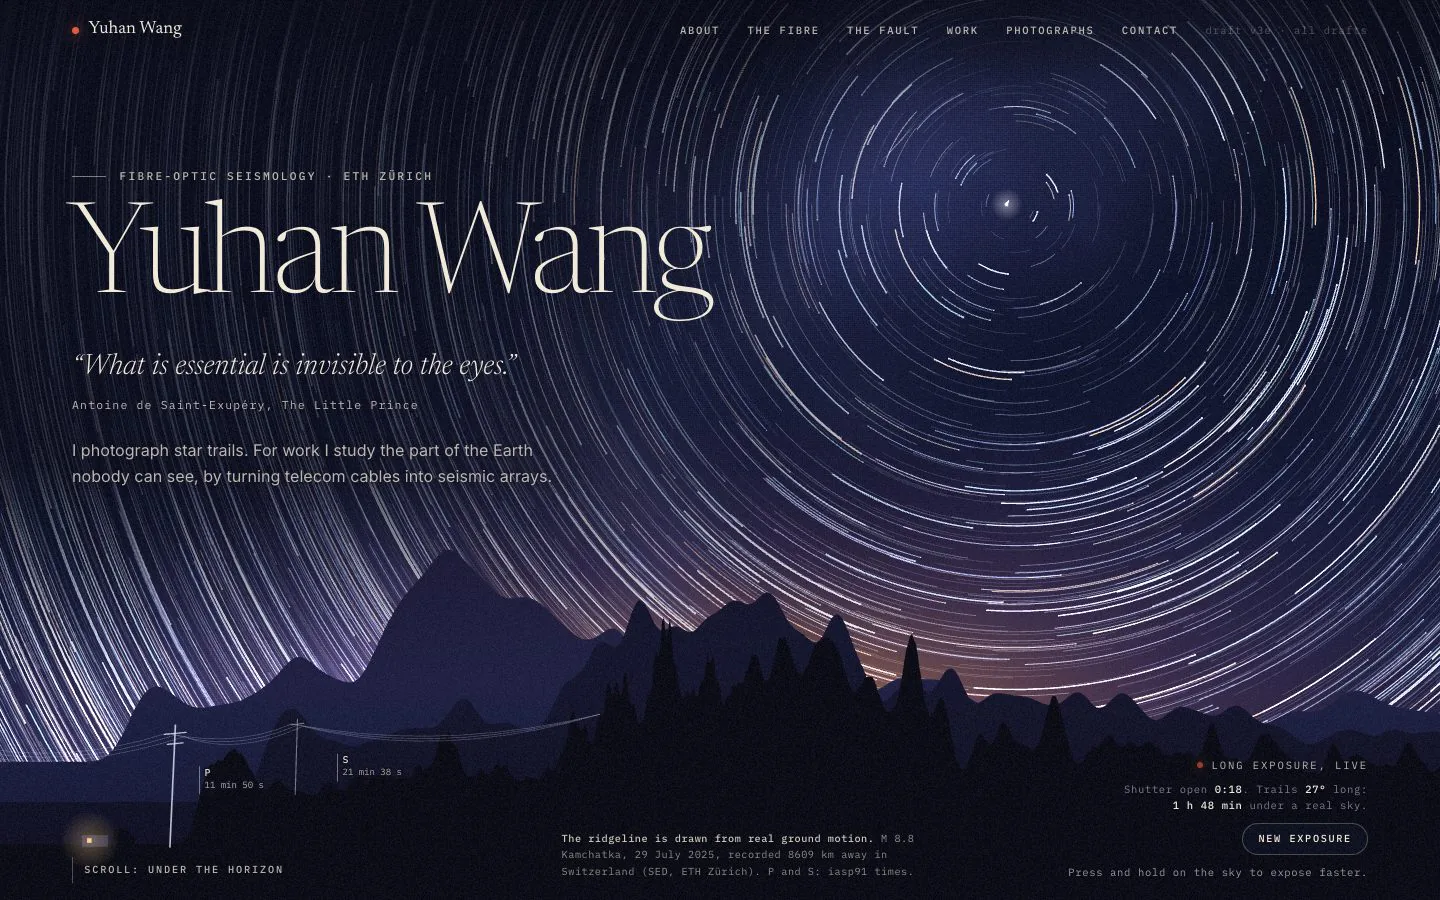 Yuhan Wang
ABOUT THE FIBRE THE FAULT WORK PHOTOGRAPHS CONTACT draft v3e · all drafts
FIBRE-OPTIC SEISMOLOGY · ETH ZÜRICH
Yuhan Wang
“What is essential is invisible to the eyes.”
Antoine de Saint-Exupéry, The Little Prince
I photograph star trails. For work I study the part of the Earth
nobody can see, by turning telecom cables into seismic arrays.
P
11 min 50 s
S
21 min 38 s
SCROLL: UNDER THE HORIZON
The ridgeline is drawn from real ground motion. M 8.8
Kamchatka, 29 July 2025, recorded 8609 km away in
Switzerland (SED, ETH Zürich). P and S: iasp91 times.
LONG EXPOSURE, LIVE
Shutter open 0:18. Trails 27° long:
1 h 48 min under a real sky.
NEW EXPOSURE
Press and hold on the sky to expose faster.